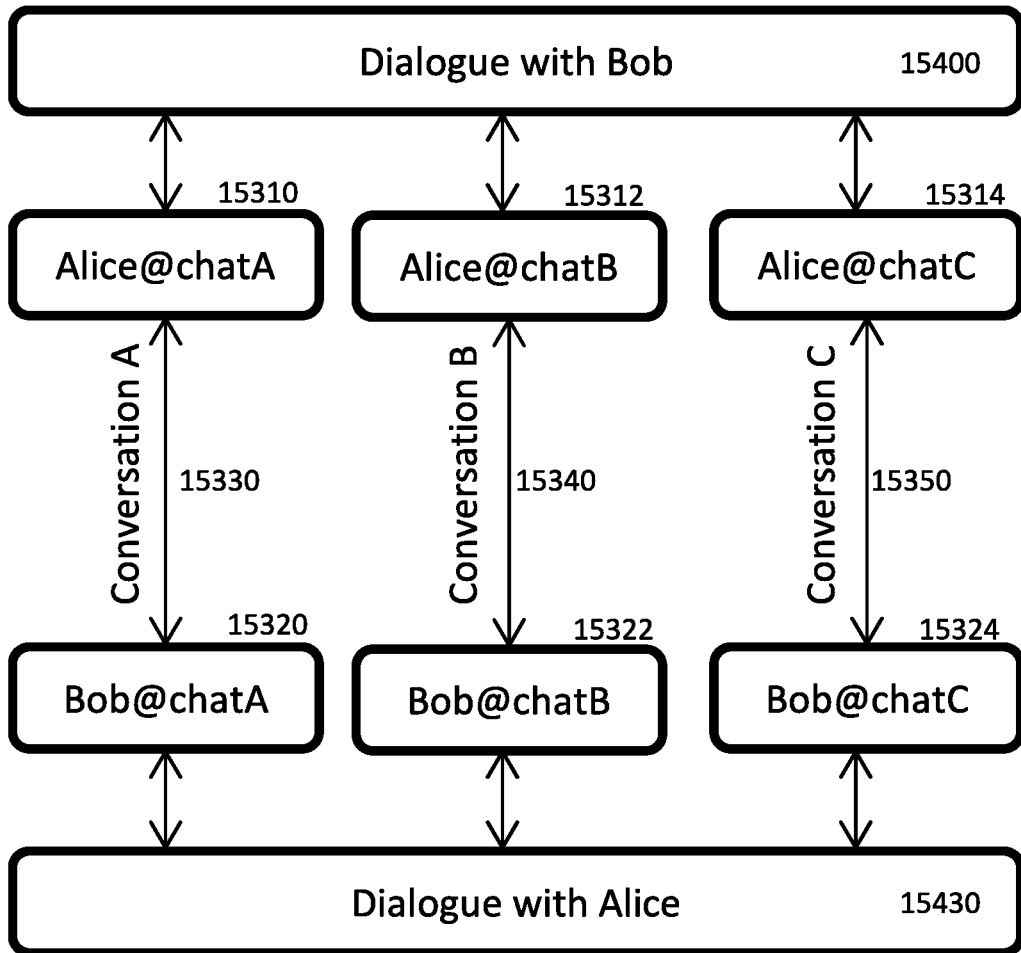 Dialogue with Bob
15400
15310
15312
15314
Alice@chatA
Alice@chatB
Alice@chatC
Conversation A
15330
Conversation B
15340
Conversation C
15350
15320
15322
15324
Bob@chatA
Bob@chatB
Bob@chatC
Dialogue with Alice
15430